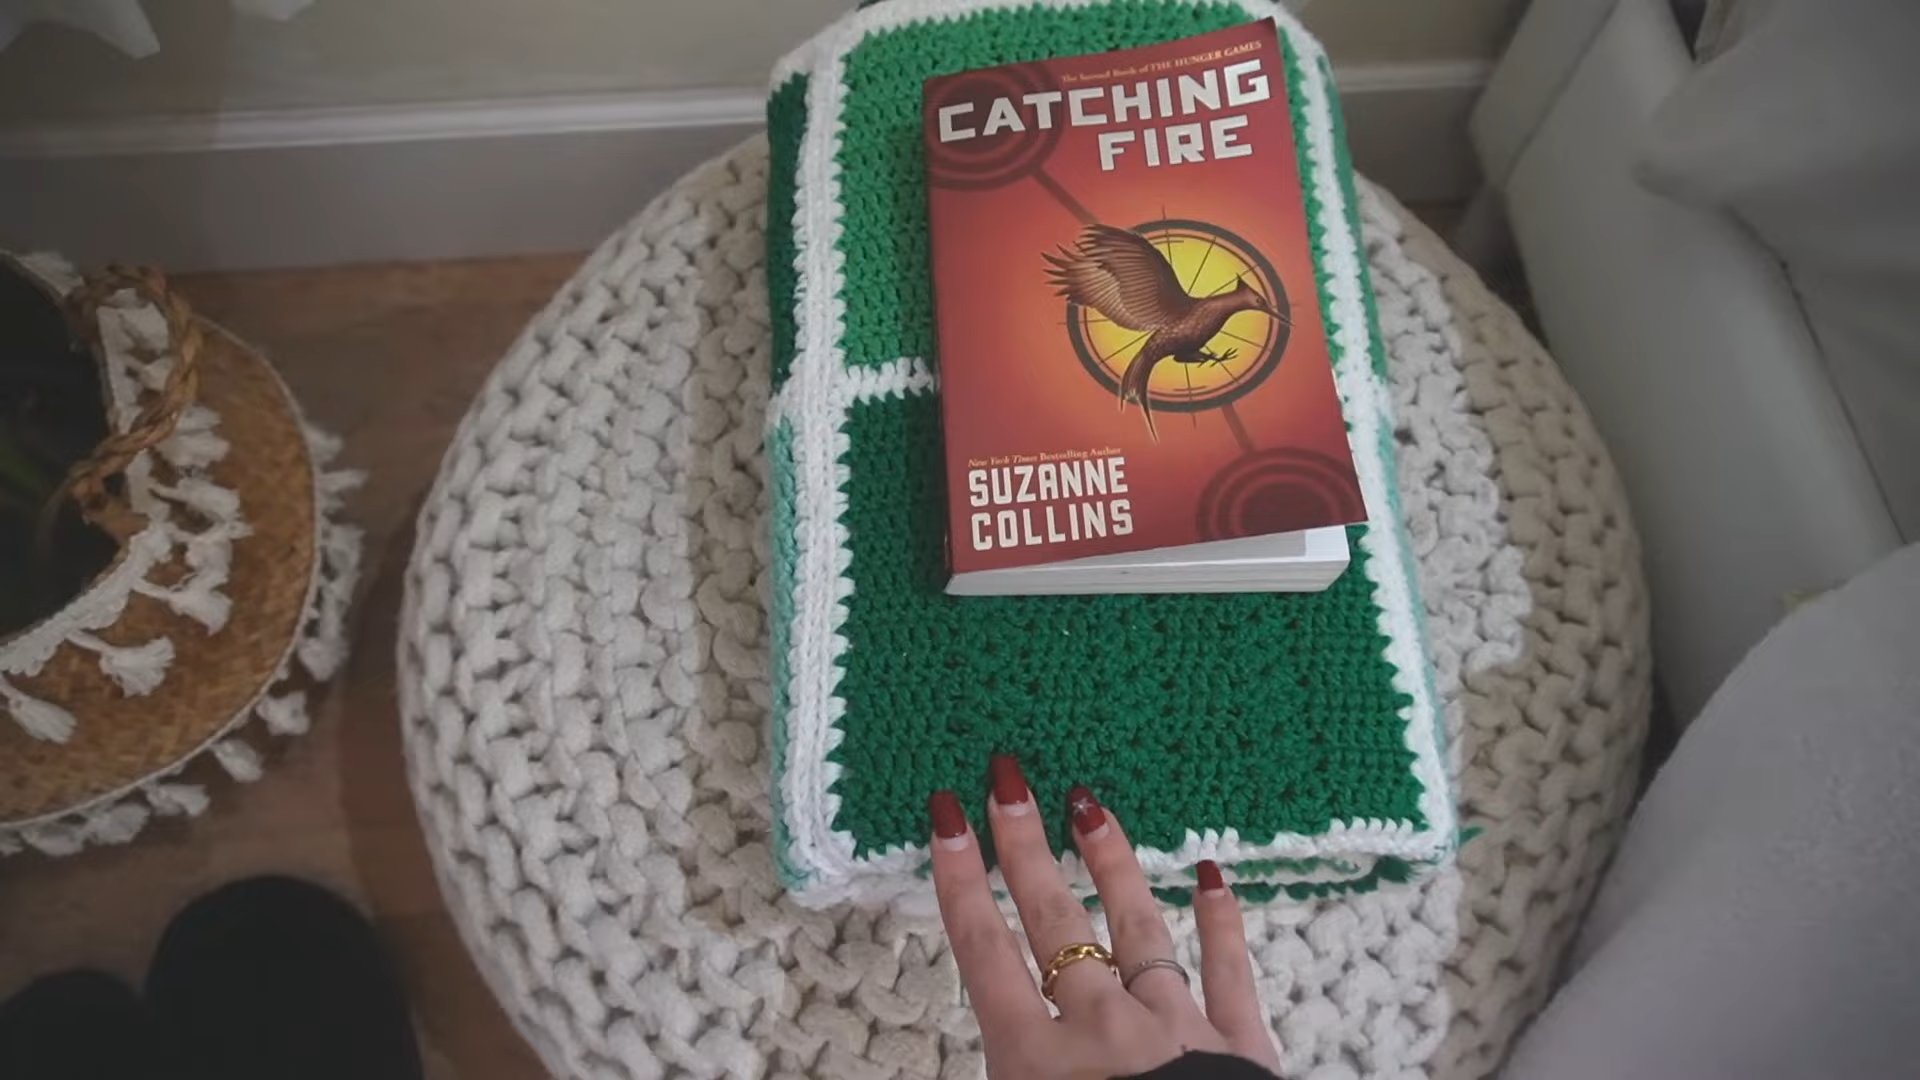 The Second Book of THE HUNGER GAMES
CATCHING
FIRE
New York Times Bestselling Author
SUZANNE
COLLINS